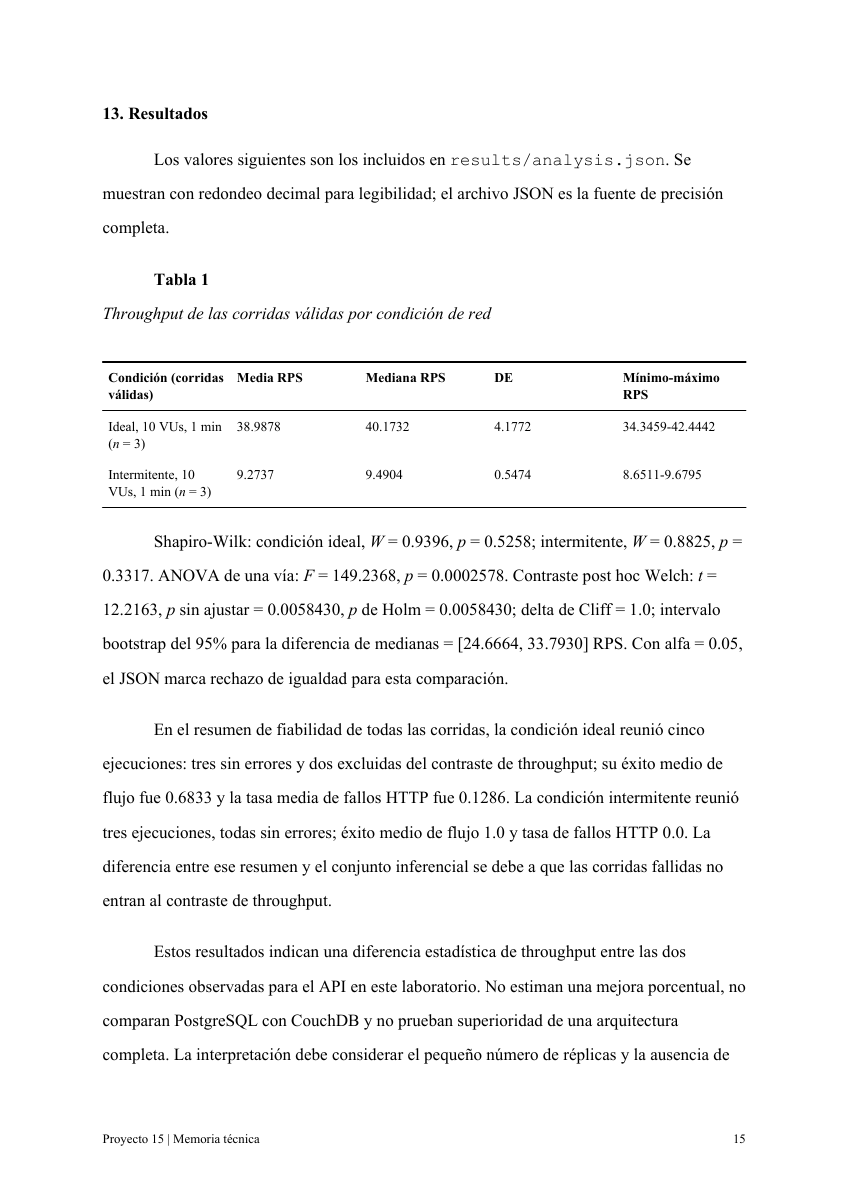 13. Resultados
Los valores siguientes son los incluidos en results/analysis.json. Se
muestran con redondeo decimal para legibilidad; el archivo JSON es la fuente de precisión
completa.
Tabla 1
Throughput de las corridas válidas por condición de red
Condición (corridas válidas) Media RPS Mediana RPS DE Mínimo-máximo RPS
Ideal, 10 VUs, 1 min (n = 3) 38.9878 40.1732 4.1772 34.3459-42.4442
Intermitente, 10 VUs, 1 min (n = 3) 9.2737 9.4904 0.5474 8.6511-9.6795
Shapiro-Wilk: condición ideal, W = 0.9396, p = 0.5258; intermitente, W = 0.8825, p =
0.3317. ANOVA de una vía: F = 149.2368, p = 0.0002578. Contraste post hoc Welch: t =
12.2163, p sin ajustar = 0.0058430, p de Holm = 0.0058430; delta de Cliff = 1.0; intervalo
bootstrap del 95% para la diferencia de medianas = [24.6664, 33.7930] RPS. Con alfa = 0.05,
el JSON marca rechazo de igualdad para esta comparación.
En el resumen de fiabilidad de todas las corridas, la condición ideal reunió cinco
ejecuciones: tres sin errores y dos excluidas del contraste de throughput; su éxito medio de
flujo fue 0.6833 y la tasa media de fallos HTTP fue 0.1286. La condición intermitente reunió
tres ejecuciones, todas sin errores; éxito medio de flujo 1.0 y tasa de fallos HTTP 0.0. La
diferencia entre ese resumen y el conjunto inferencial se debe a que las corridas fallidas no
entran al contraste de throughput.
Estos resultados indican una diferencia estadística de throughput entre las dos
condiciones observadas para el API en este laboratorio. No estiman una mejora porcentual, no
comparan PostgreSQL con CouchDB y no prueban superioridad de una arquitectura
completa. La interpretación debe considerar el pequeño número de réplicas y la ausencia de
Proyecto 15 | Memoria técnica 15